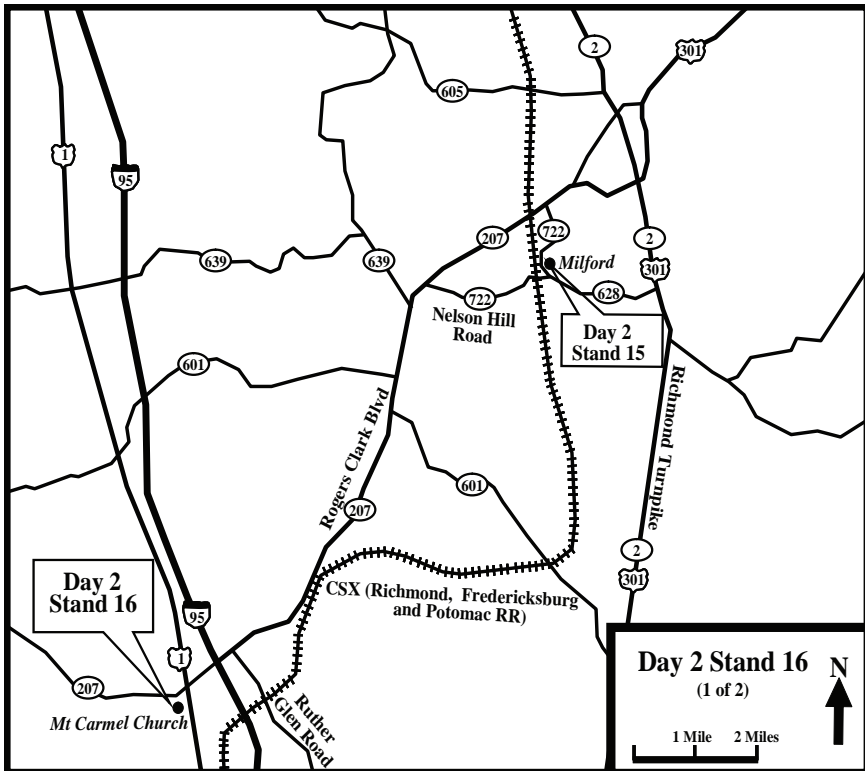 2
301
605
1
95
722
207
639
639
Milford
2
301
722
628
Nelson Hill
Road
Day 2
Stand 15
601
Richmond Turnpike
Rogers Clark Blvd
601
207
2
301
Day 2
Stand 16
CSX (Richmond, Fredericksburg
and Potomac RR)
95
1
207
Mt Carmel Church
Ruther
Glen Road
Day 2 Stand 16
(1 of 2)
N
1 Mile 2 Miles